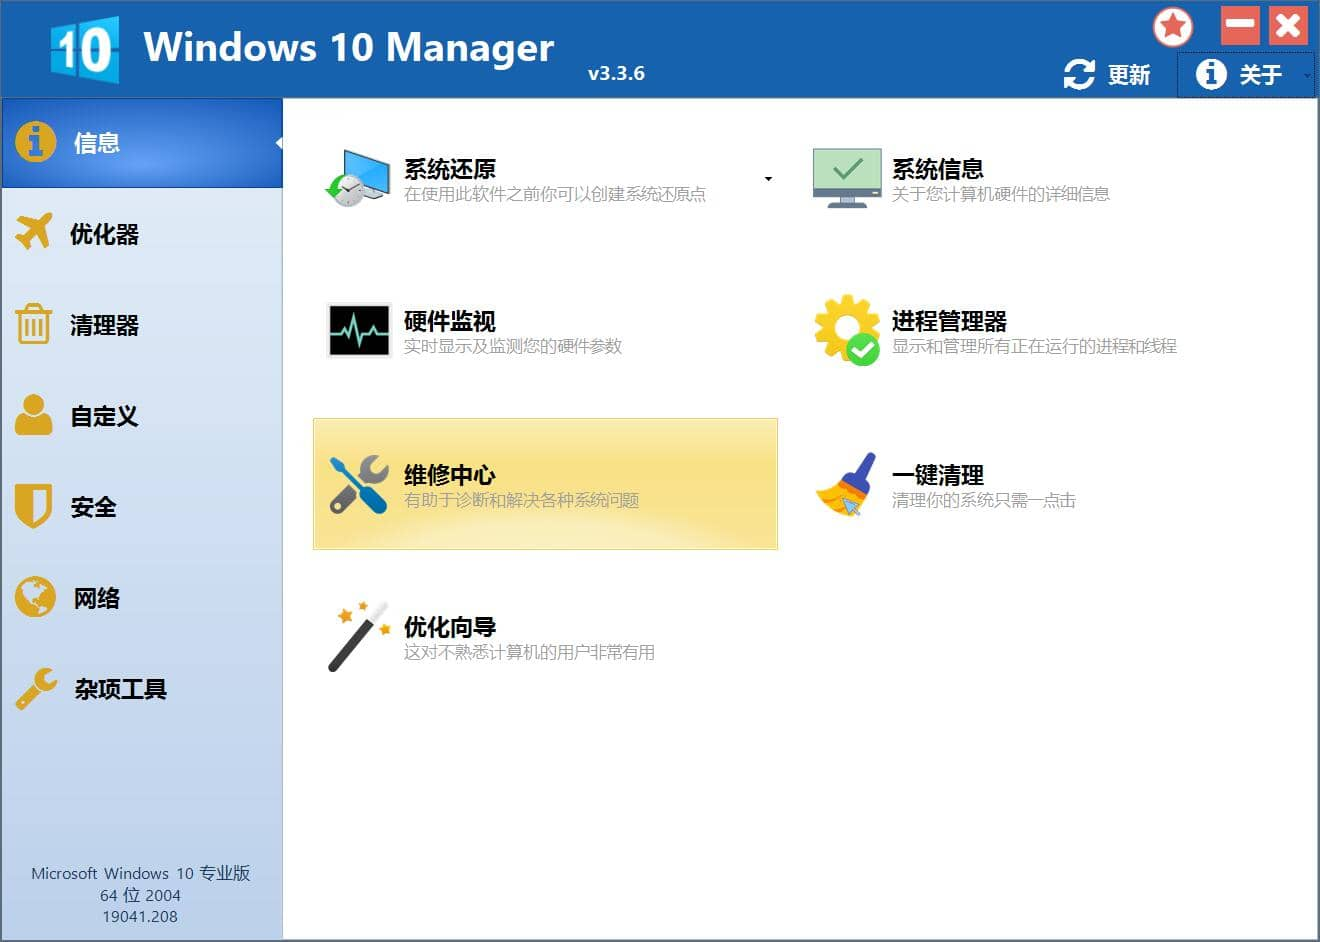 10 Windows 10 Manager v3.3.6
更新 关于
信息
优化器
清理器
自定义
安全
网络
杂项工具
Microsoft Windows 10 专业版
64 位 2004
19041.208
系统还原
在使用此软件之前你可以创建系统还原点
系统信息
关于您计算机硬件的详细信息
硬件监视
实时显示及监测您的硬件参数
进程管理器
显示和管理所有正在运行的进程和线程
维修中心
有助于诊断和解决各种系统问题
一键清理
清理你的系统只需一点击
优化向导
这对不熟悉计算机的用户非常有用